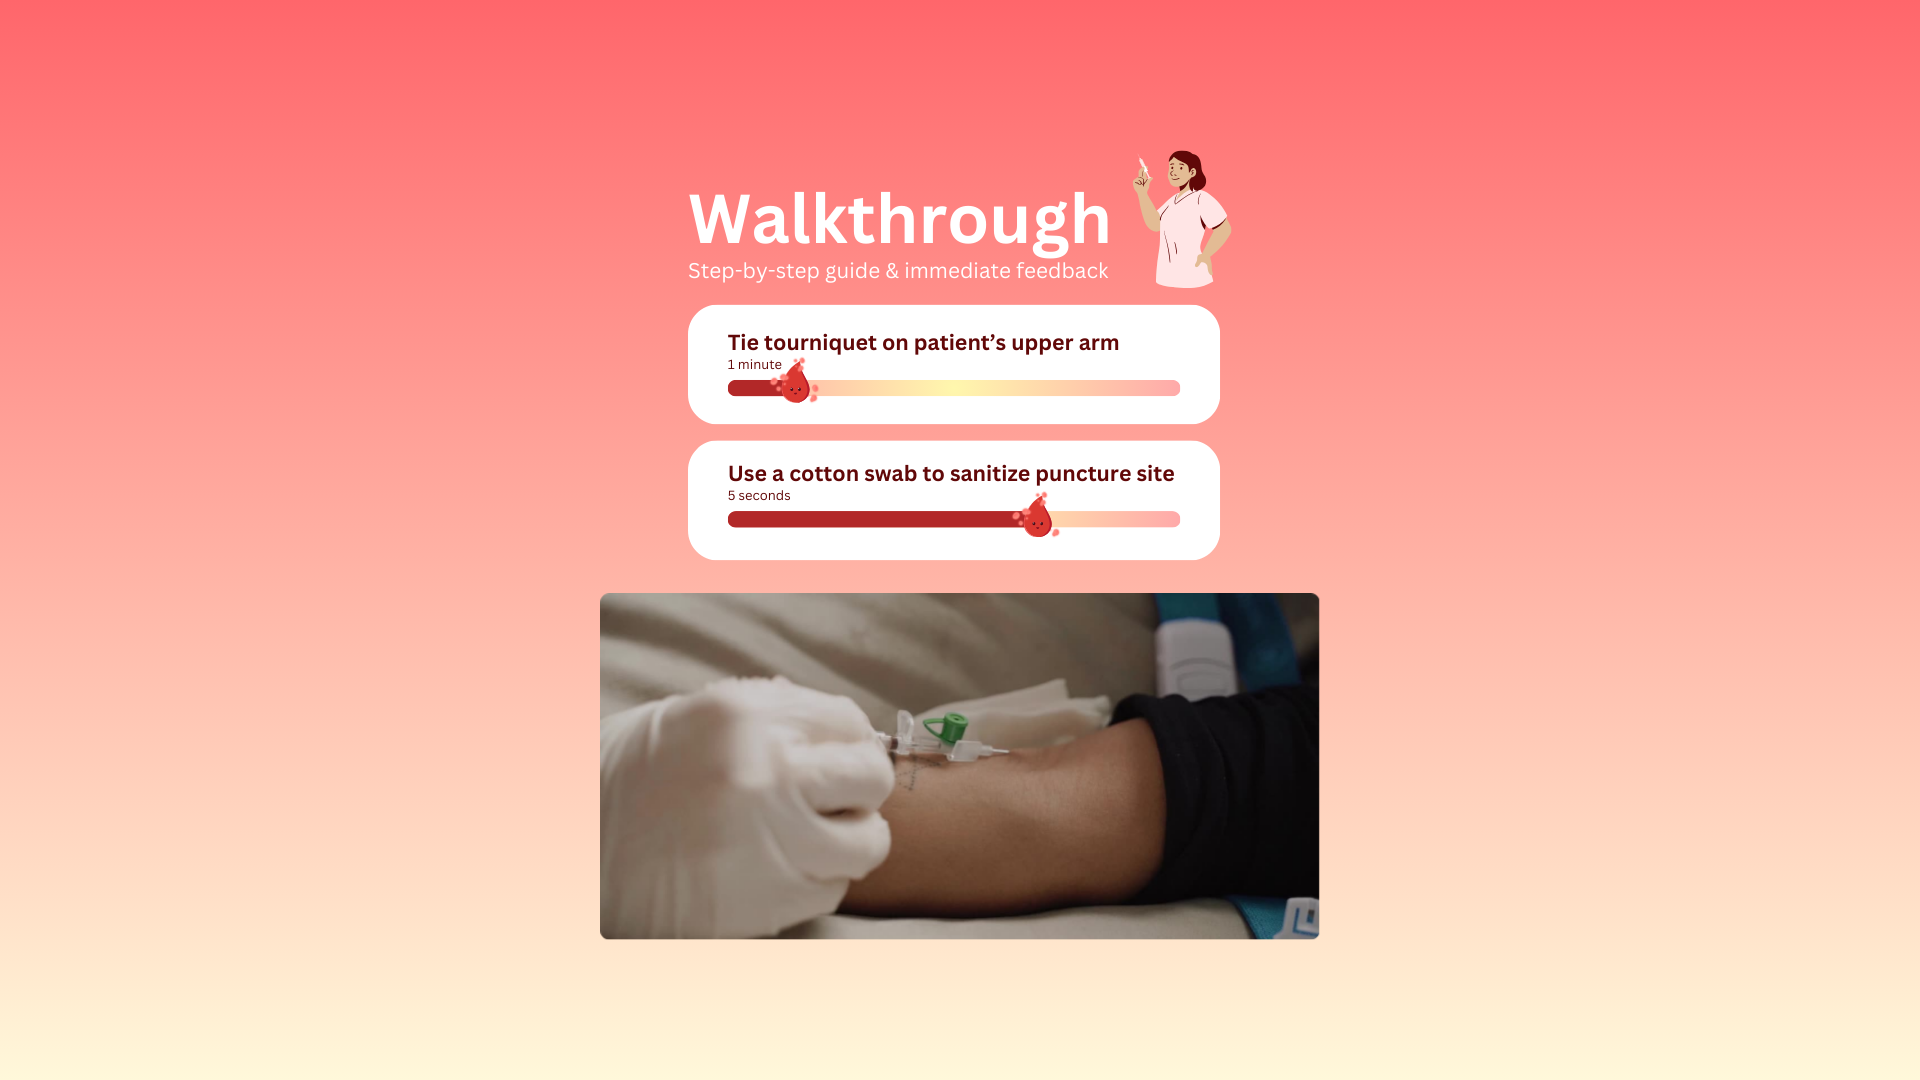 Walkthrough
Step-by-step guide & immediate feedback
Tie tourniquet on patient’s upper arm
1 minute
Use a cotton swab to sanitize puncture site
5 seconds